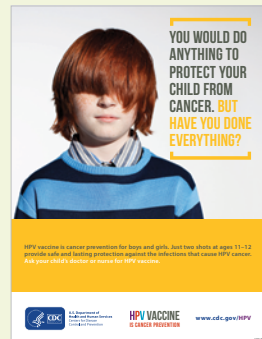 YOU WOULD DO
ANYTHING TO
PROTECT YOUR
CHILD FROM
CANCER. BUT
HAVE YOU DONE
EVERYTHING?
HPV vaccine is cancer prevention for boys and girls. Just two shots at ages 11–12
provide safe and lasting protection against the infections that cause HPV cancer.
Ask your child's doctor or nurse for HPV vaccine.
CDC
U.S. Department of
Health and Human Services
Centers for Disease
Control and Prevention
HPV VACCINE
IS CANCER PREVENTION
www.cdc.gov/HPV